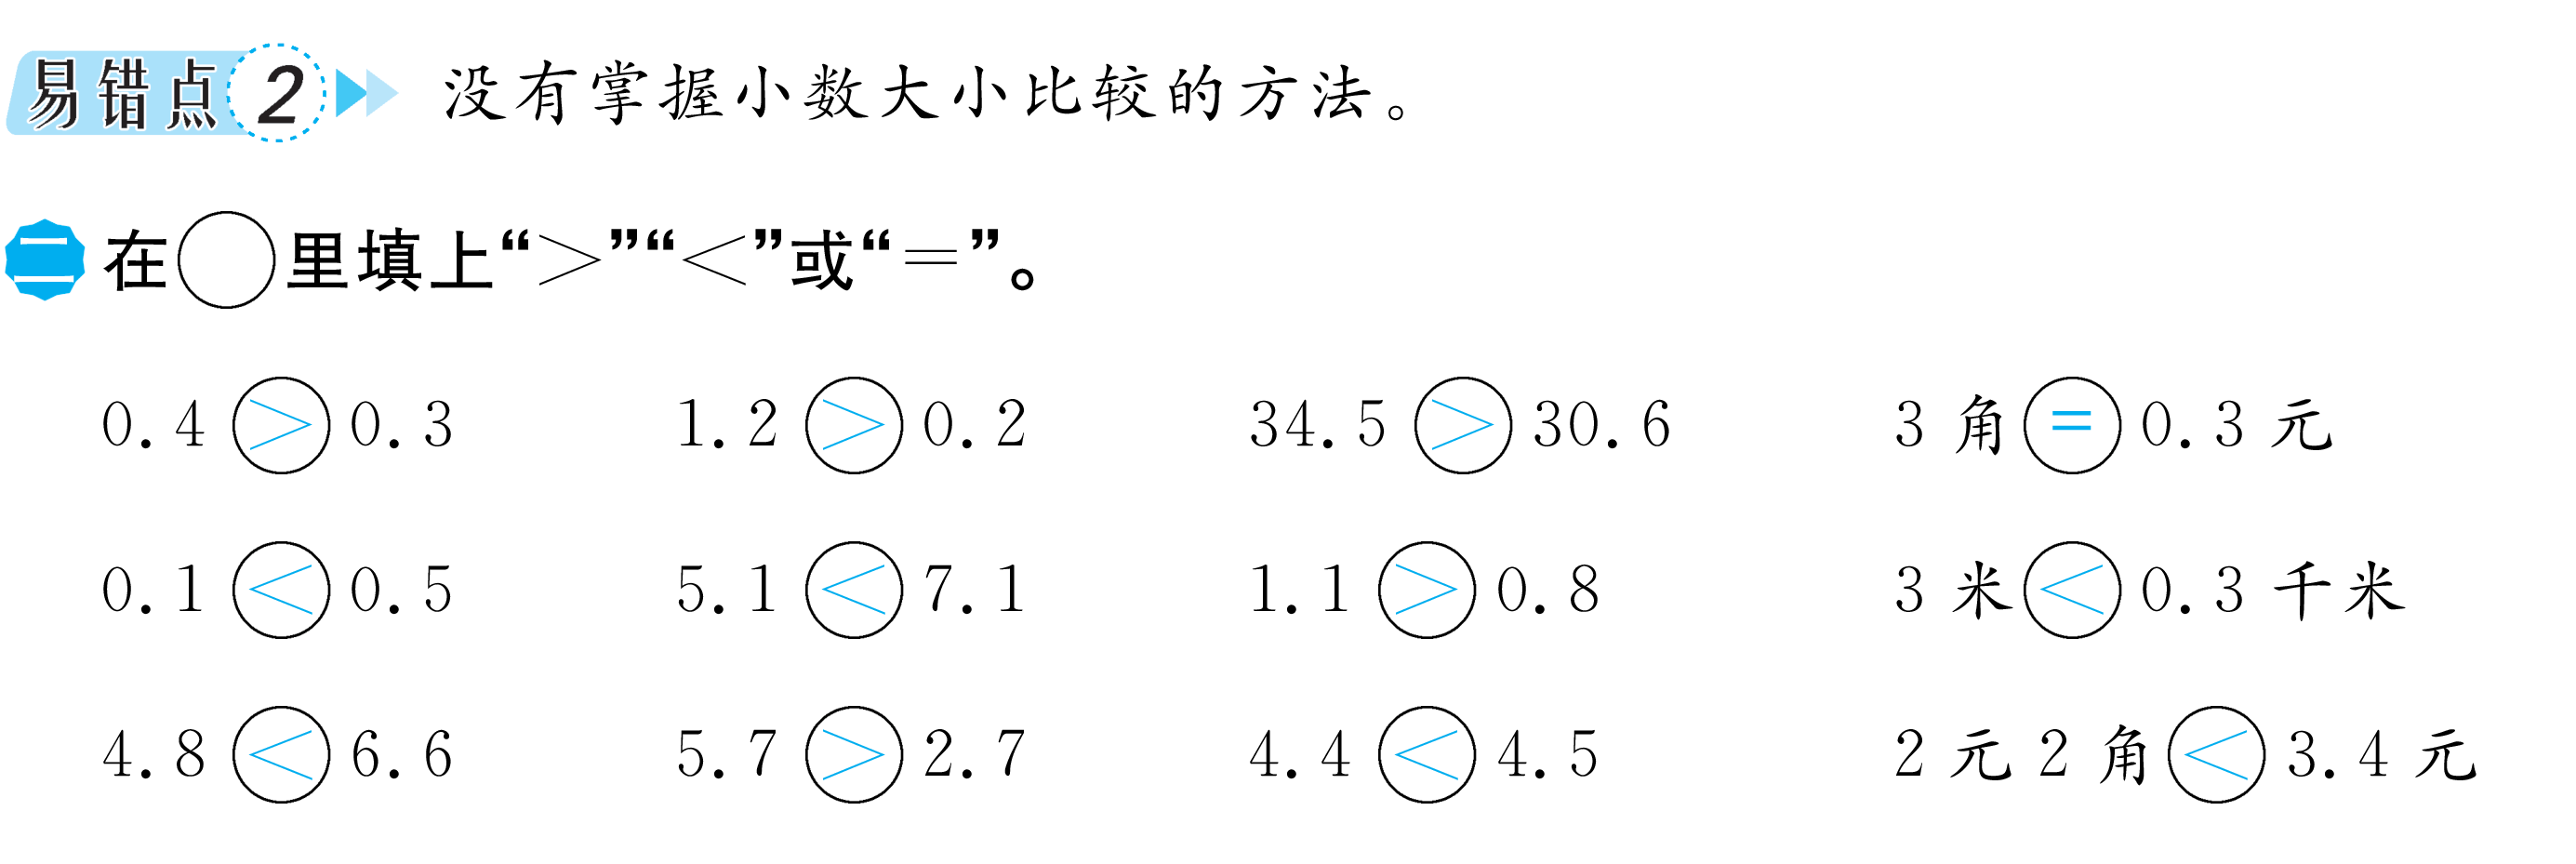 易错点2 没有掌握小数大小比较的方法。
二 在○里填上“>”“<”或“=”。
0.4 > 0.3 1.2 > 0.2 34.5 > 30.6 3角 = 0.3元
0.1 < 0.5 5.1 < 7.1 1.1 > 0.8 3米 < 0.3千米
4.8 < 6.6 5.7 > 2.7 4.4 < 4.5 2元2角 < 3.4元